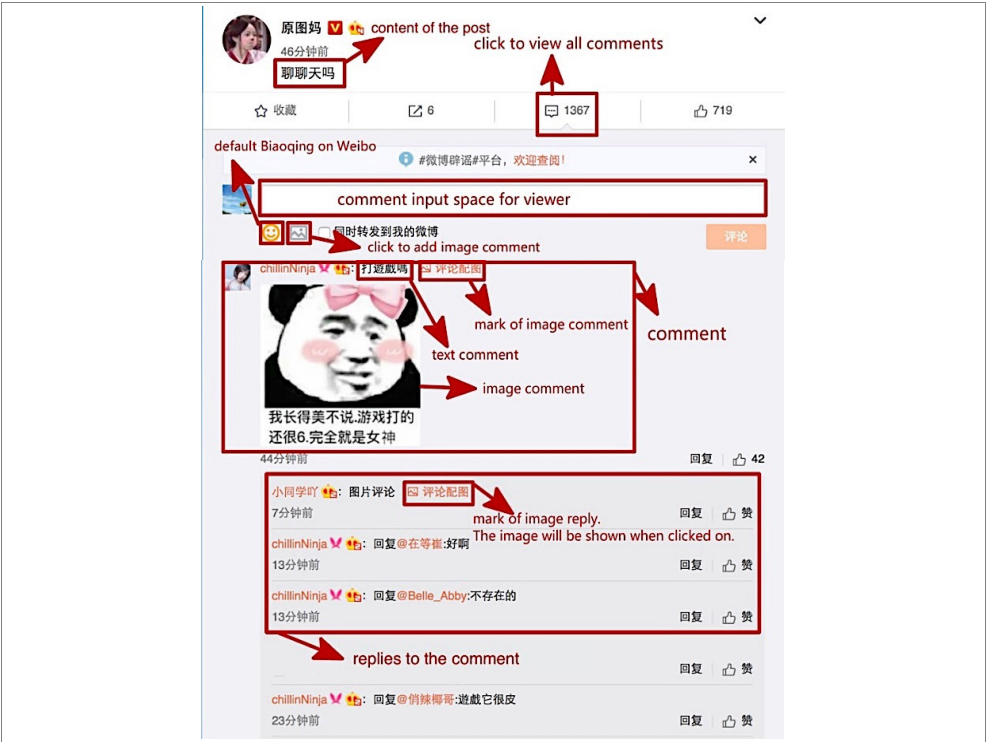 原图妈 V content of the post
46分钟前
click to view all comments
聊聊天吗
收藏 6 1367 719
default Biaoqing on Weibo
#微博辟谣#平台，欢迎查阅！ ×
comment input space for viewer
同时转发到我的微博 评论
click to add image comment
chillinNinja : 打遊戲嗎 评论配图
mark of image comment
comment
text comment
image comment
我长得美不说.游戏打的
还很6.完全就是女神
44分钟前 回复 42
小同学吖 : 图片评论 评论配图
7分钟前 回复 赞
mark of image reply.
The image will be shown when clicked on.
chillinNinja : 回复@在等崔:好啊
13分钟前 回复 赞
chillinNinja : 回复@Belle_Abby:不存在的
13分钟前 回复 赞
replies to the comment
回复 赞
chillinNinja : 回复@俏辣椰哥:遊戲它很皮
23分钟前 回复 赞